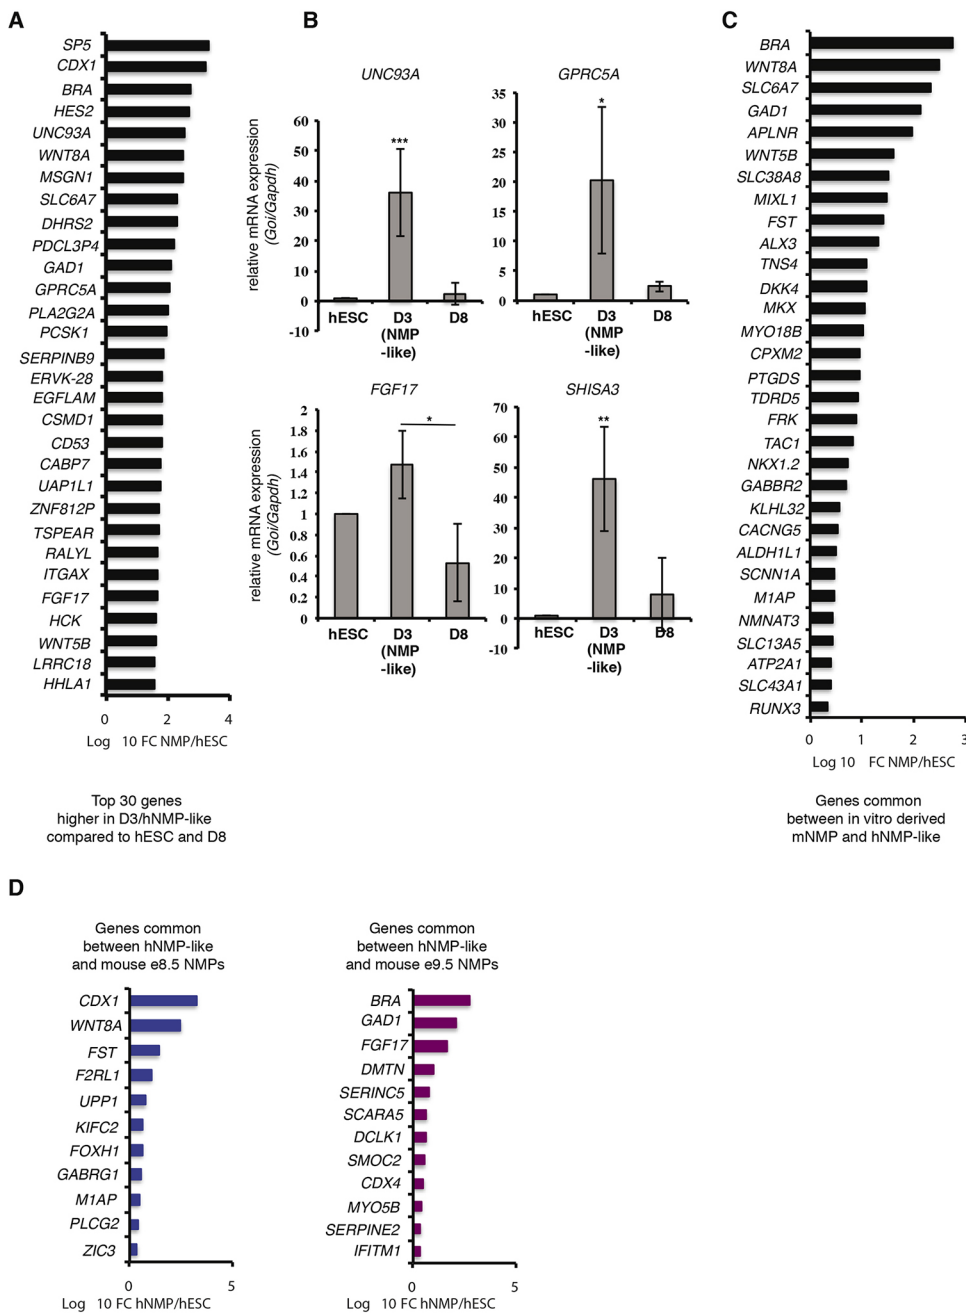 A
SP5
CDX1
BRA
HES2
UNC93A
WNT8A
MSGN1
SLC6A7
DHRS2
PDCL3P4
GAD1
GPRC5A
PLA2G2A
PCSK1
SERPINB9
ERVK-28
EGFLAM
CSMD1
CD53
CABP7
UAP1L1
ZNF812P
TSPEAR
RALYL
ITGAX
FGF17
HCK
WNT5B
LRRC18
HHLA1
0 2 4
Log 10 FC NMP/hESC
Top 30 genes
higher in D3/hNMP-like
compared to hESC and D8
B
UNC93A
relative mRNA expression
(Goi/Gapdh)
60
50
40
30
20
10
0
-10
***
hESC D3 D8
(NMP
-like)
GPRC5A
35
30
25
20
15
10
5
0
*
hESC D3 D8
(NMP
-like)
FGF17
relative mRNA expression
(Goi/Gapdh)
2
1.8
1.6
1.4
1.2
1
0.8
0.6
0.4
0.2
0
*
hESC D3 D8
(NMP
-like)
SHISA3
70
60
50
40
30
20
10
0
-10
**
hESC D3 D8
(NMP
-like)
C
BRA
WNT8A
SLC6A7
GAD1
APLNR
WNT5B
SLC38A8
MIXL1
FST
ALX3
TNS4
DKK4
MKX
MYO18B
CPXM2
PTGDS
TDRD5
FRK
TAC1
NKX1.2
GABBR2
KLHL32
CACNG5
ALDH1L1
SCNN1A
M1AP
NMNAT3
SLC13A5
ATP2A1
SLC43A1
RUNX3
0 1 2 3
Log 10 FC NMP/hESC
Genes common
between in vitro derived
mNMP and hNMP-like
D
Genes common
between hNMP-like
and mouse e8.5 NMPs
CDX1
WNT8A
FST
F2RL1
UPP1
KIFC2
FOXH1
GABRG1
M1AP
PLCG2
ZIC3
0 5
Log 10 FC hNMP/hESC
Genes common
between hNMP-like
and mouse e9.5 NMPs
BRA
GAD1
FGF17
DMTN
SERINC5
SCARA5
DCLK1
SMOC2
CDX4
MYO5B
SERPINE2
IFITM1
0 5
Log 10 FC hNMP/hESC